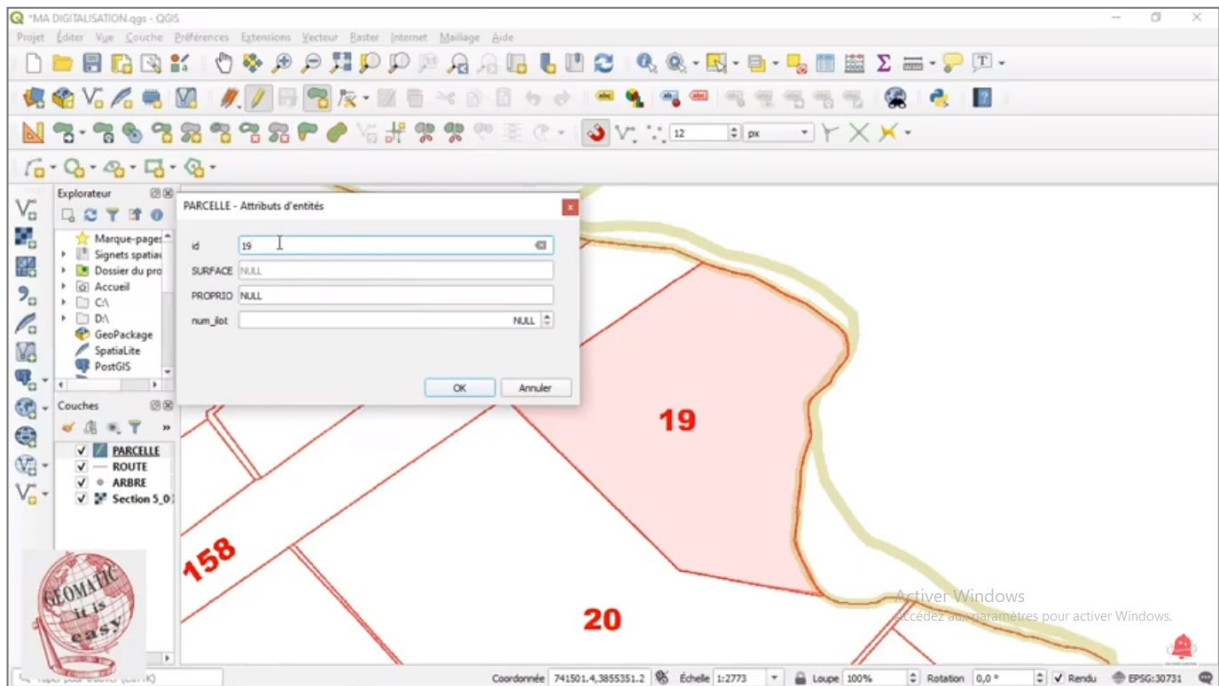 *MA DIGITALISATION.qgs - QGIS
Projet Éditer Vue Couche Préférences Extensions Vecteur Raster Internet Maillage Aide
12 px
Explorateur
Marque-pages
Signets spatiau
Dossier du pro
Accueil
C:\
D:\
GeoPackage
SpatiaLite
PostGIS
Couches
PARCELLE
ROUTE
ARBRE
Section 5_0
PARCELLE - Attributs d'entités
id 19
SURFACE NULL
PROPRIO NULL
num_ilot NULL
OK Annuler
19
158
20
GEOMATIC
it is
easy
Activer Windows
Accédez aux paramètres pour activer Windows.
Coordonnée 741501.4,3855351.2 Échelle 1:2773 Loupe 100% Rotation 0,0 ° Rendu EPSG:30731